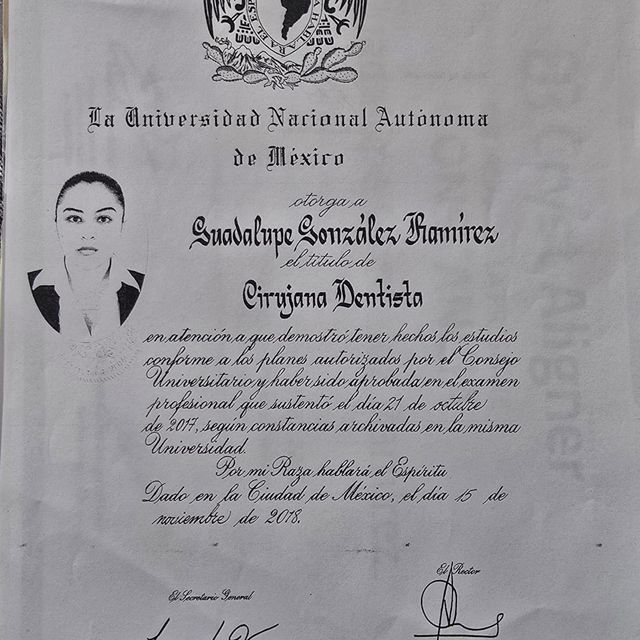 La Universidad Nacional Autónoma
de México
otorga a
Guadalupe González Ramírez
el título de
Cirujana Dentista
en atención a que demostró tener hechos los estudios
conforme a los planes autorizados por el Consejo
Universitario y haber sido aprobada en el examen
profesional que sustentó el día 21 de octubre
de 2017, según constancias archivadas en la misma
Universidad.
Por mi Raza hablará el Espíritu
Dado en la Ciudad de México, el día 15 de
noviembre de 2018.
El Rector
El Secretario General
Aligner